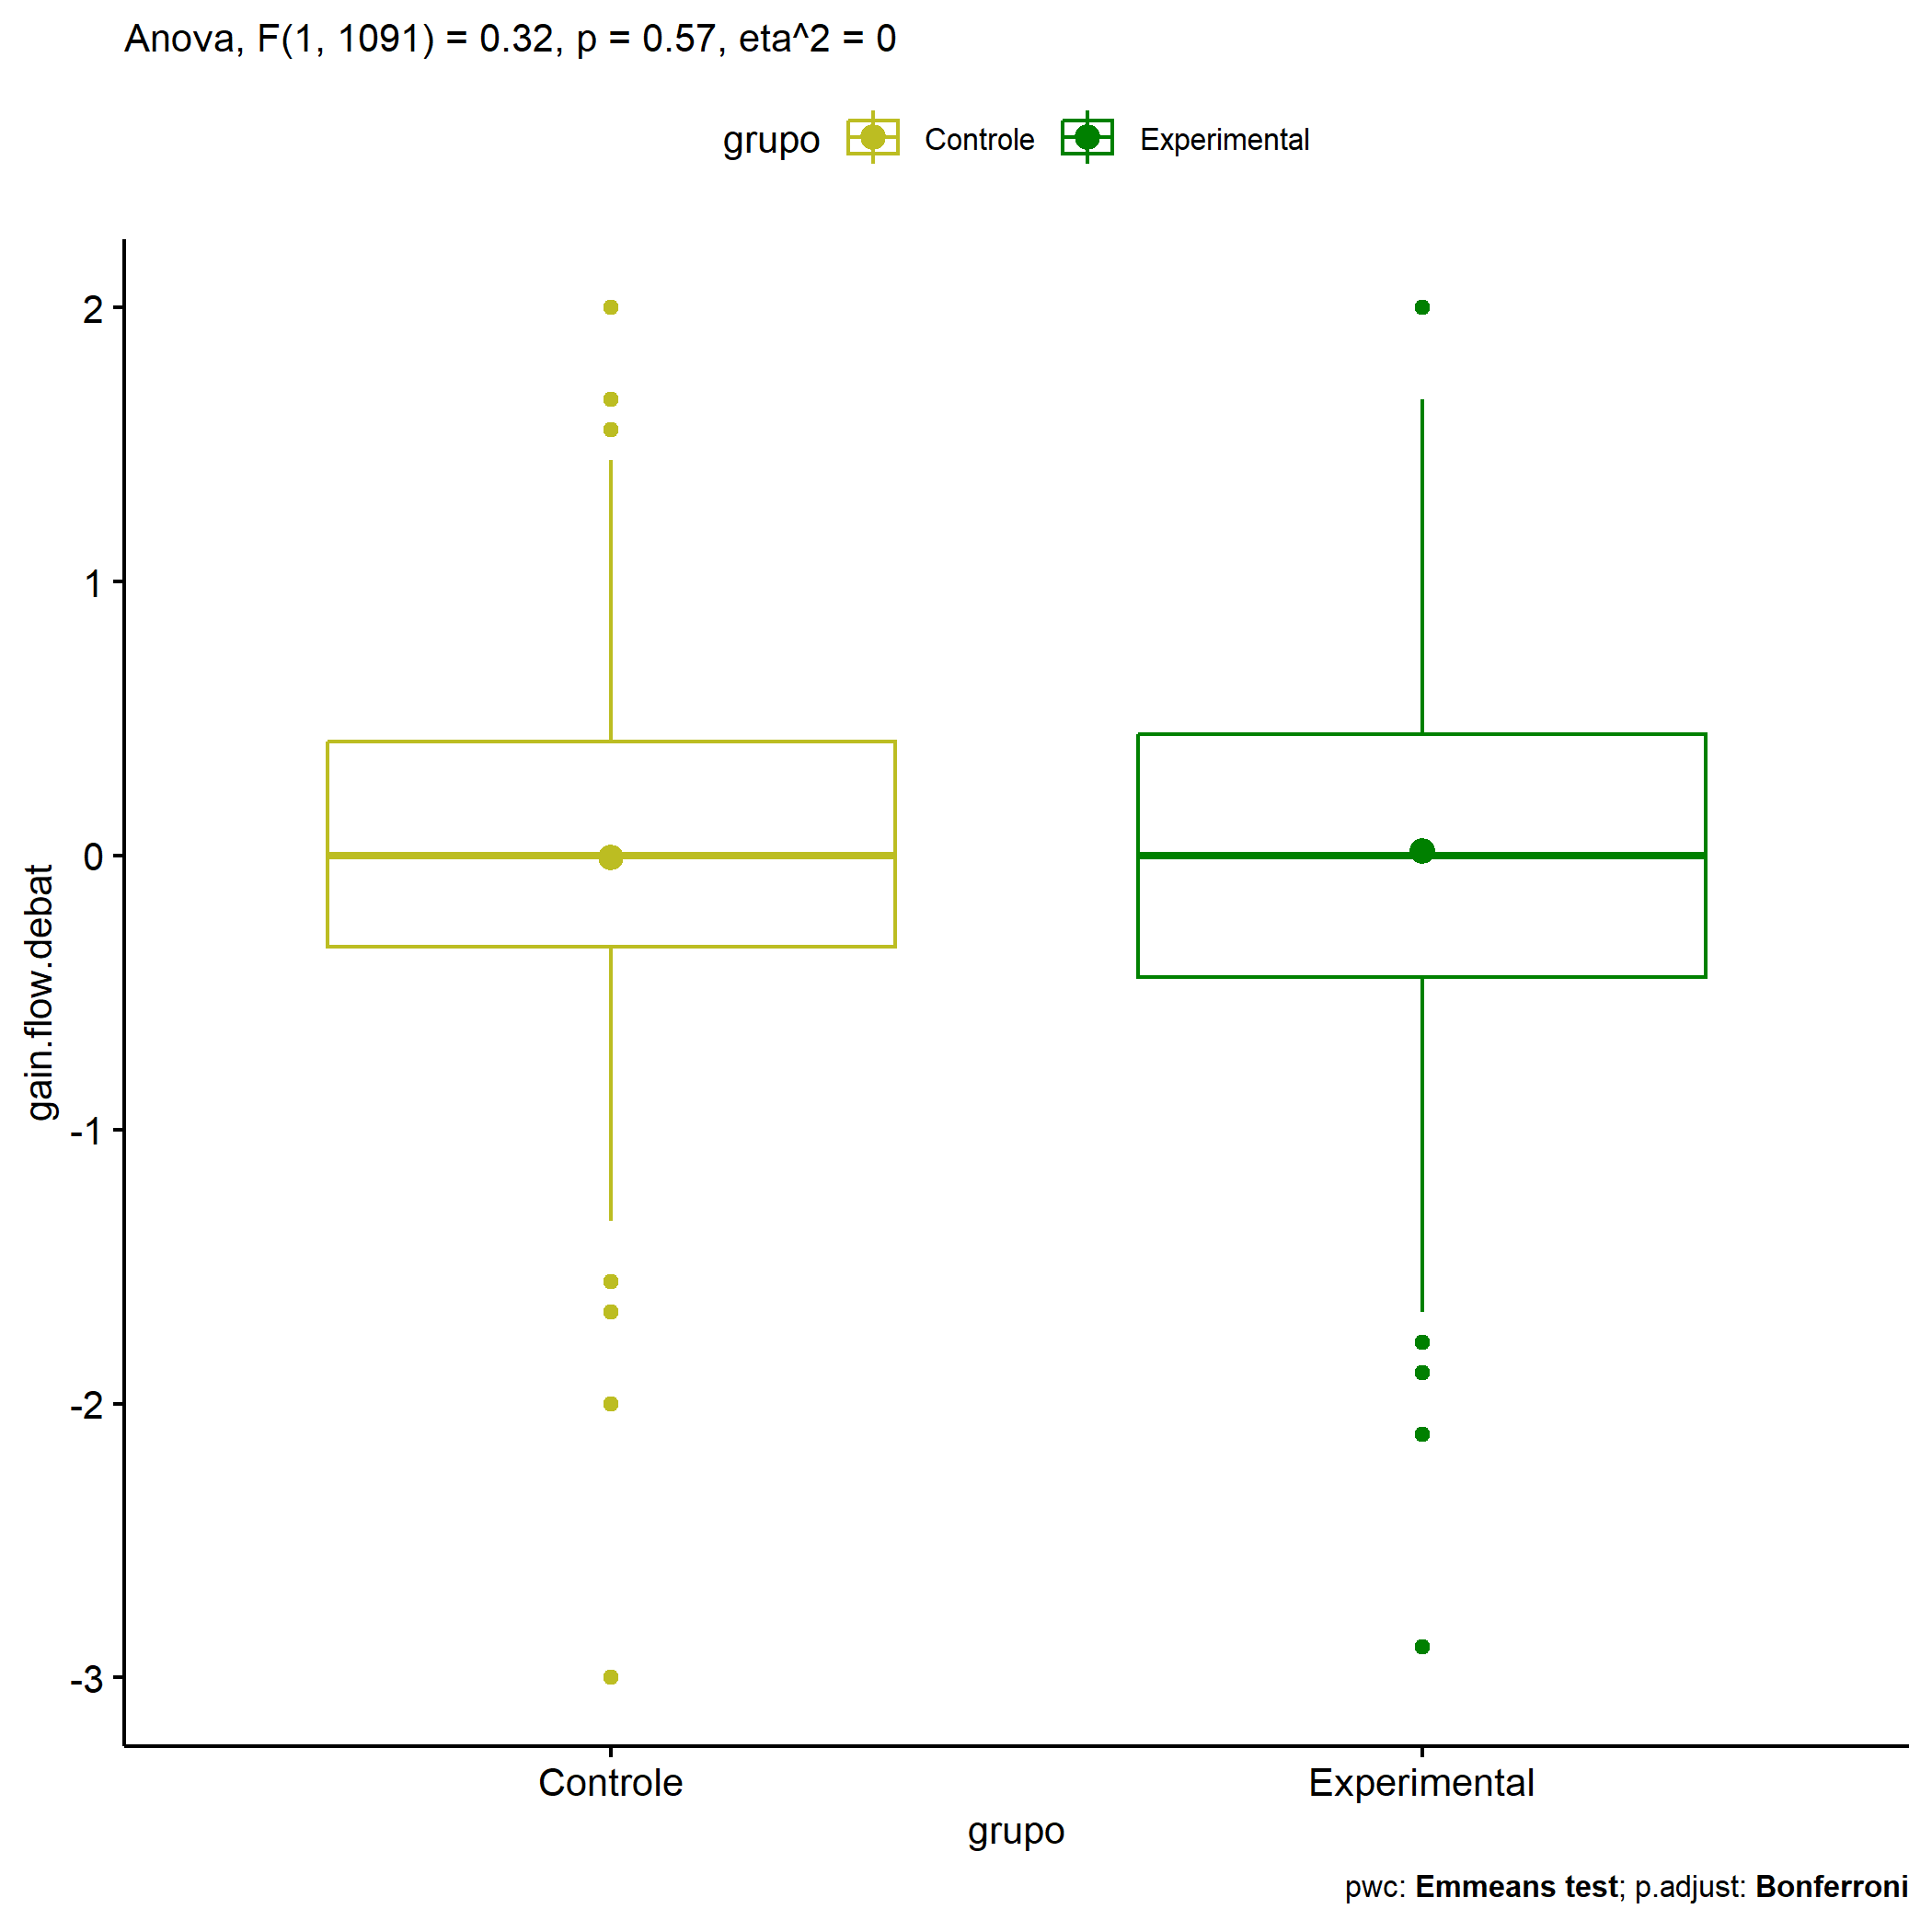 Anova, F(1, 1091) = 0.32, p = 0.57, eta^2 = 0
grupo Controle Experimental
2
1
0
-1
-2
-3
gain.flow.debat
Controle Experimental
grupo
pwc: Emmeans test; p.adjust: Bonferroni